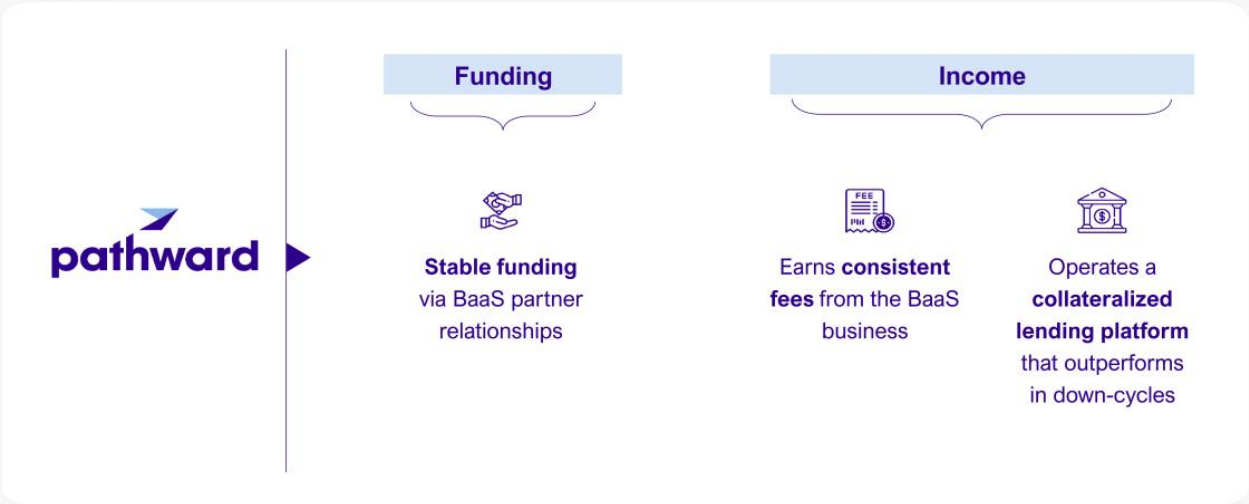 pathward
Funding
Stable funding
via BaaS partner
relationships
Income
FEE
Earns consistent
fees from the BaaS
business
$
Operates a
collateralized
lending platform
that outperforms
in down-cycles